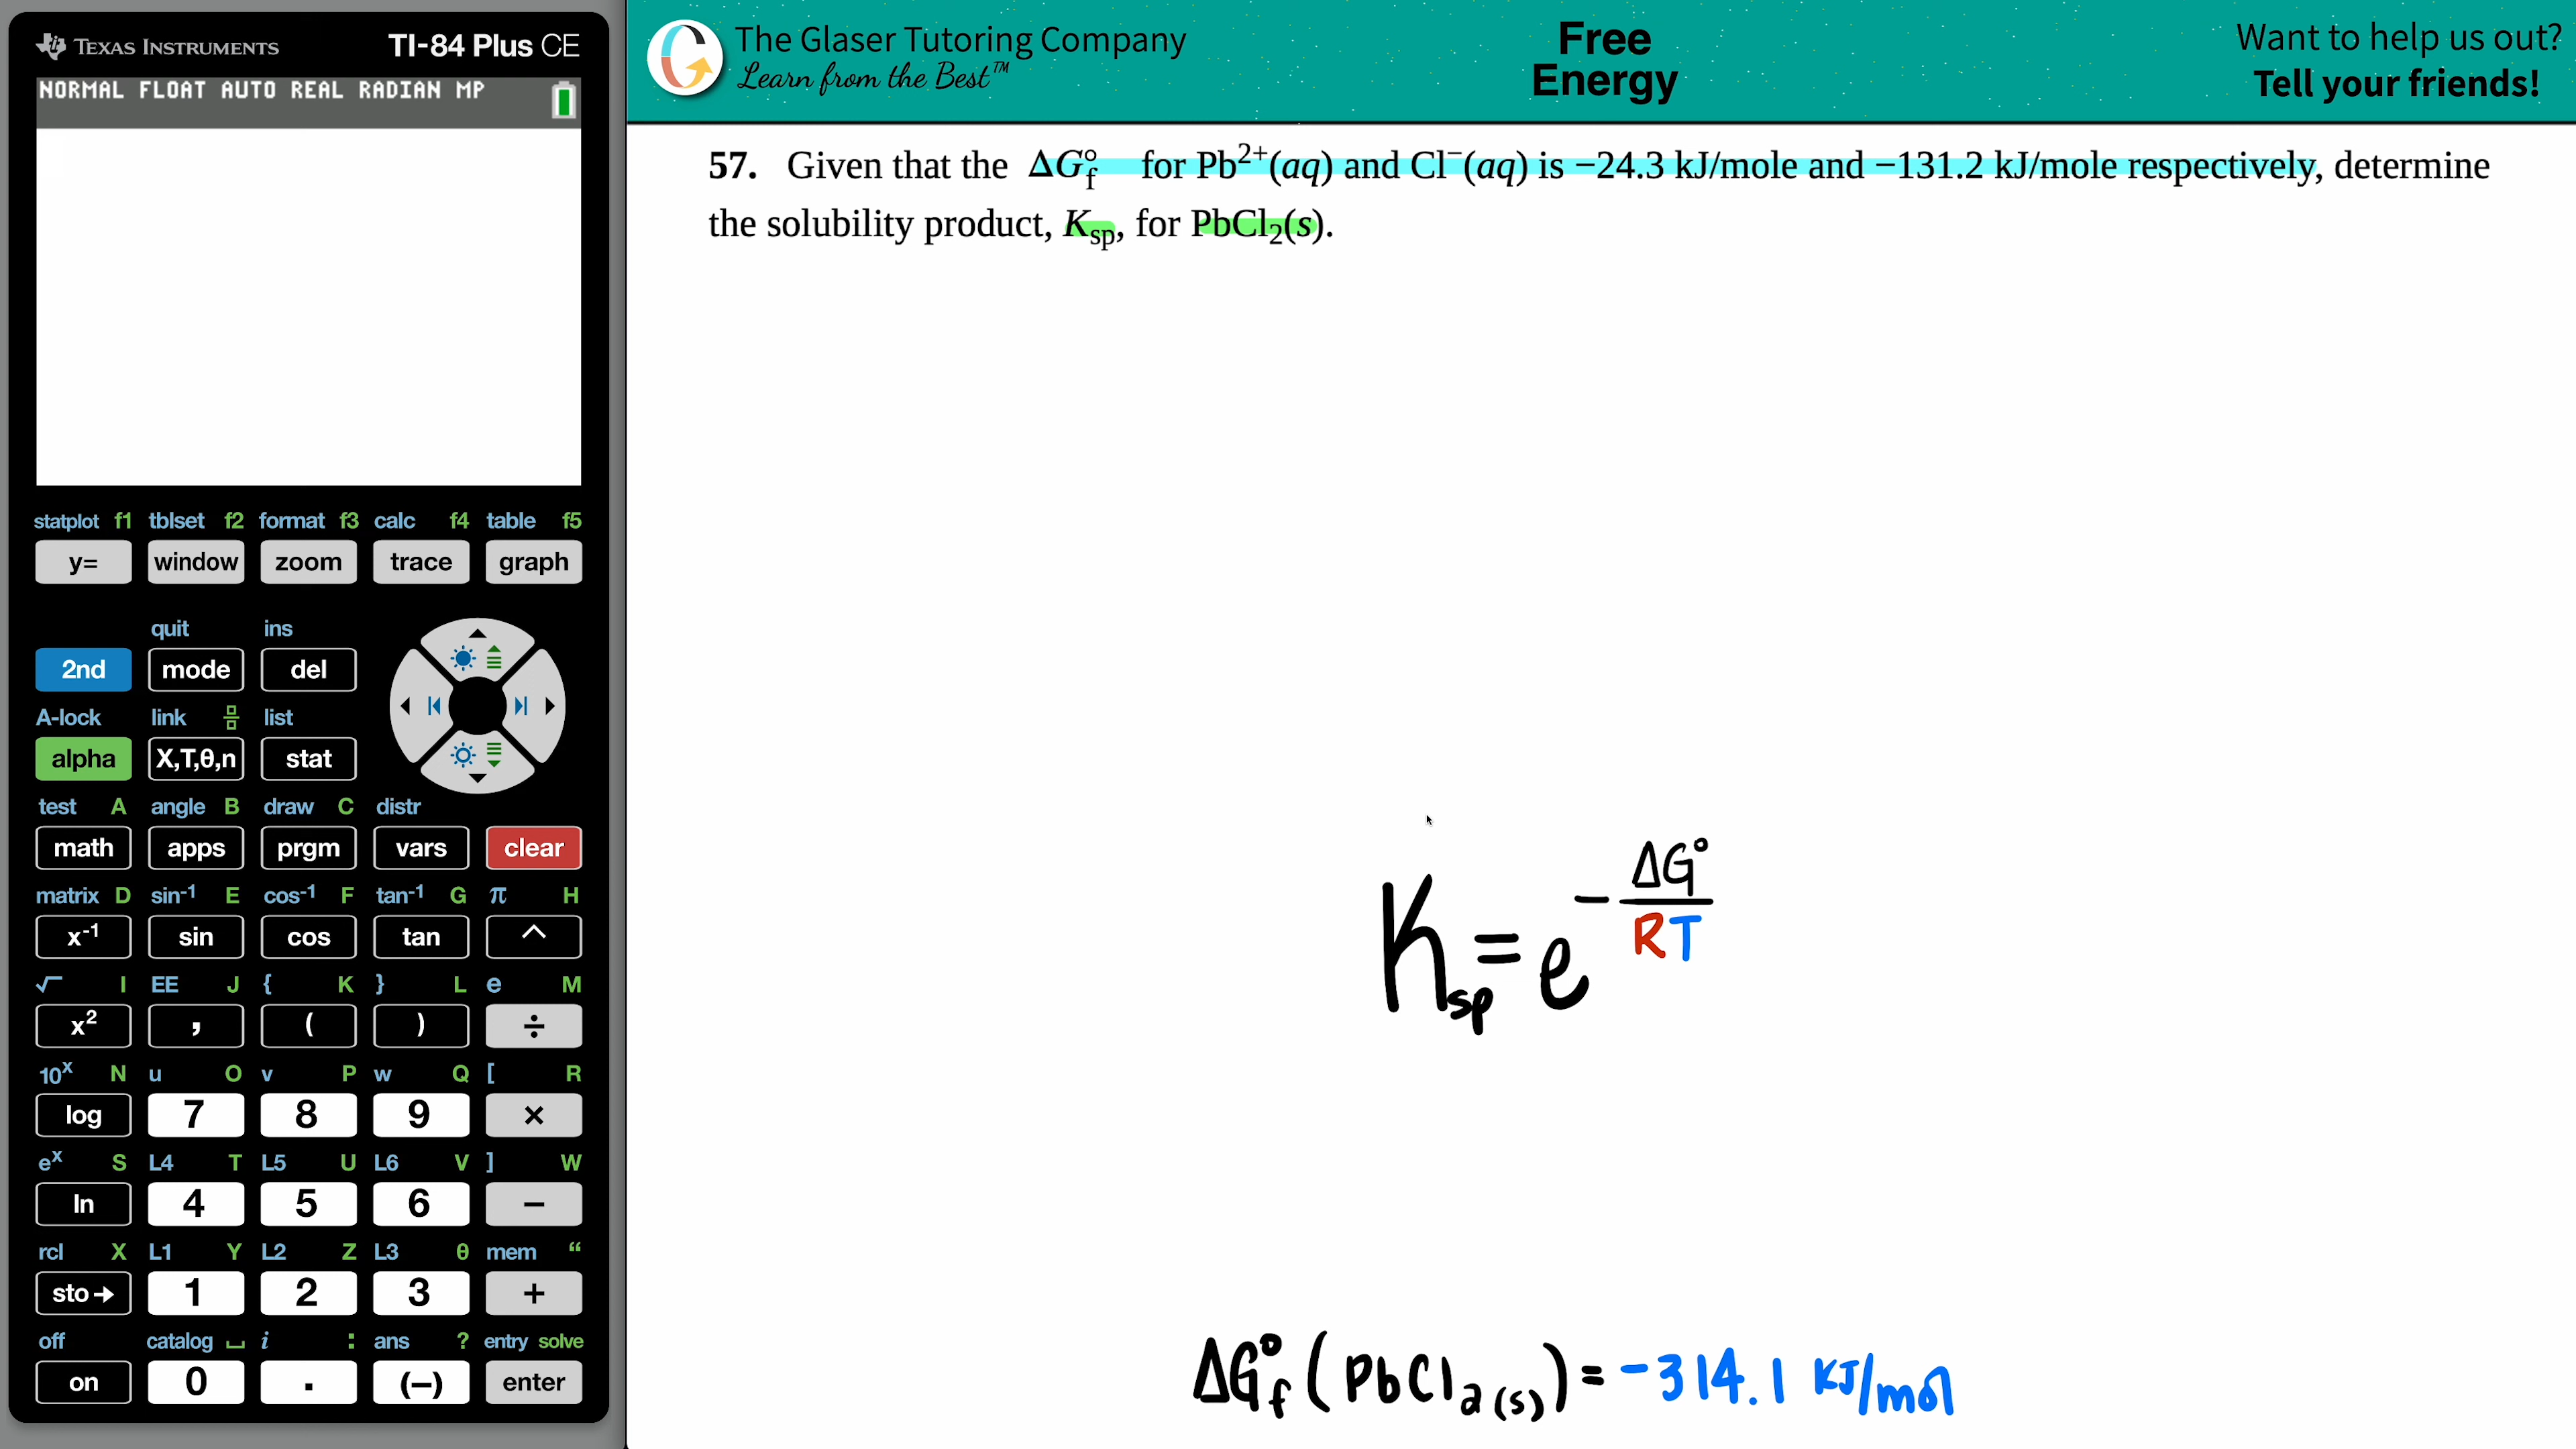 TEXAS INSTRUMENTS TI-84 Plus CE
NORMAL FLOAT AUTO REAL RADIAN MP
statplot f1 tblset f2 format f3 calc f4 table f5
y= window zoom trace graph
quit ins
2nd mode del
A-lock link list
alpha X,T,θ,n stat
test A angle B draw C distr
math apps prgm vars clear
matrix D sin⁻¹ E cos⁻¹ F tan⁻¹ G π H
x⁻¹ sin cos tan ^
√ I EE J { K } L e M
x² , ( ) ÷
10ˣ N u O v P w Q [ R
log 7 8 9 ×
eˣ S L4 T L5 U L6 V ] W
ln 4 5 6 −
rcl X L1 Y L2 Z L3 θ mem “
sto→ 1 2 3 +
off catalog ⎵ i : ans ? entry solve
on 0 . (−) enter
The Glaser Tutoring Company
Learn from the Best™
Free
Energy
Want to help us out?
Tell your friends!
57. Given that the ΔG°f for Pb²⁺(aq) and Cl⁻(aq) is −24.3 kJ/mole and −131.2 kJ/mole respectively, determine
the solubility product, Ksp, for PbCl₂(s).
Ksp = e^(−ΔG°/RT)
ΔG°f (PbCl₂(s)) = −314.1 KJ/mol